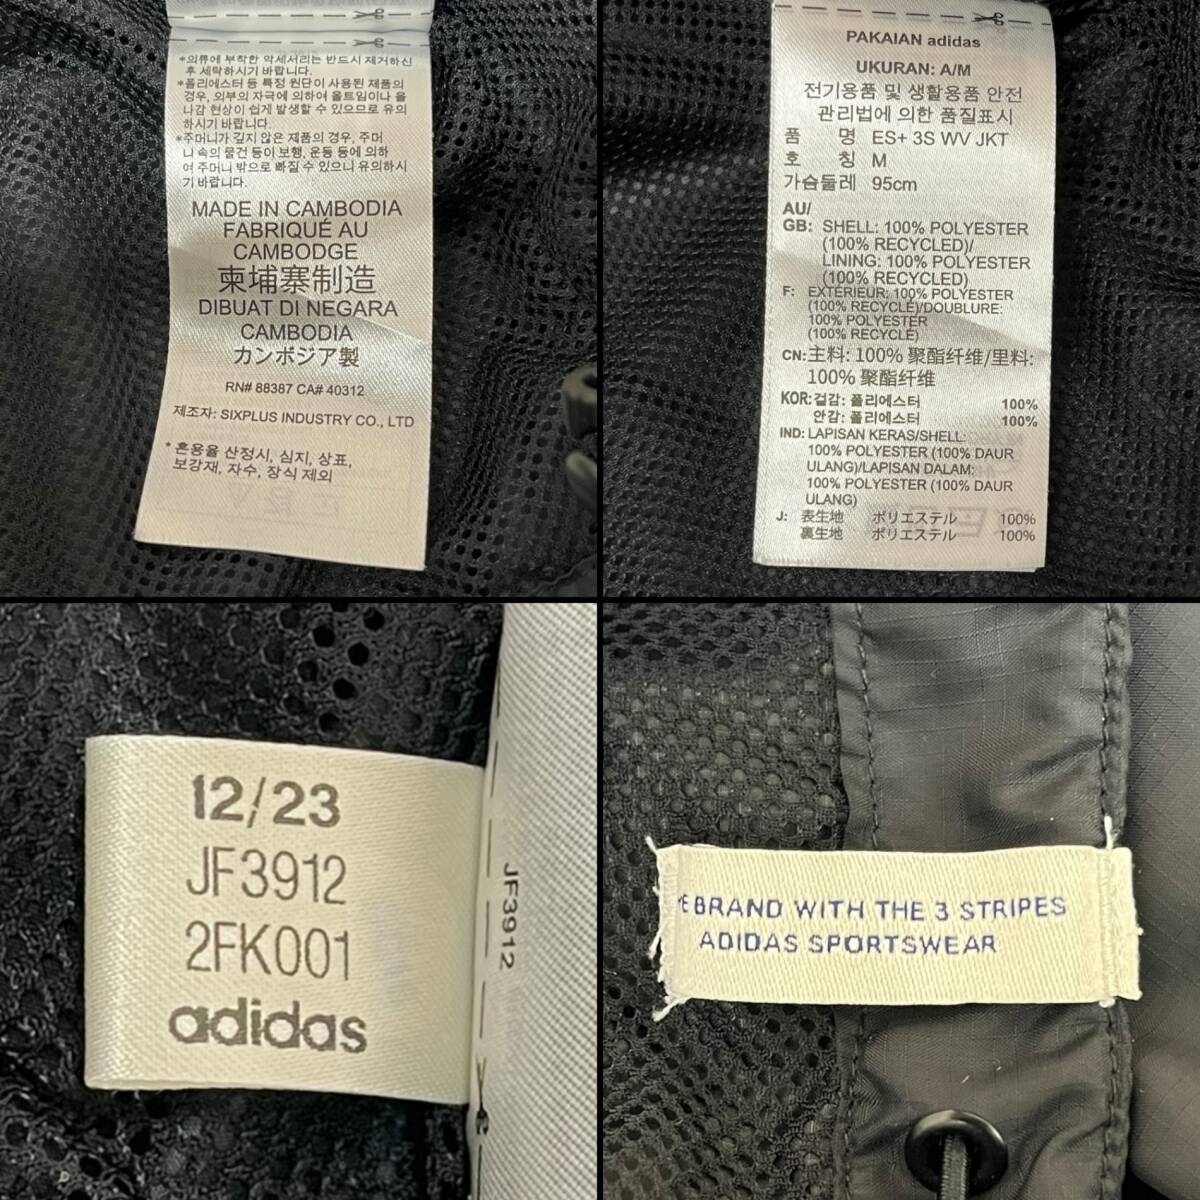 *의류에 부착한 악세서리는 반드시 제거하신
후 세탁하시기 바랍니다.
*폴리에스터 등 특정 원단이 사용된 제품의
경우, 외부의 자극에 의하여 올트임이나 올
나감 현상이 쉽게 발생할 수 있으므로 유의
하시기 바랍니다.
*주머니가 깊지 않은 제품의 경우, 주머
니 속의 물건 등이 보행, 운동 등에 의하
여 주머니 밖으로 빠질 수 있으니 유의하시
기 바랍니다.
MADE IN CAMBODIA
FABRIQUÉ AU
CAMBODGE
柬埔寨制造
DIBUAT DI NEGARA
CAMBODIA
カンボジア製
RN# 88387 CA# 40312
제조자: SIXPLUS INDUSTRY CO., LTD
* 혼용율 산정시, 심지, 상표,
보강재, 자수, 장식 제외
PAKAIAN adidas
UKURAN: A/M
전기용품 및 생활용품 안전
관리법에 의한 품질표시
품 명 ES+ 3S WV JKT
호 칭 M
가슴둘레 95cm
AU/
GB: SHELL: 100% POLYESTER
(100% RECYCLED)/
LINING: 100% POLYESTER
(100% RECYCLED)
F: EXTÉRIEUR: 100% POLYESTER
(100% RECYCLÉ)/DOUBLURE:
100% POLYESTER
(100% RECYCLÉ)
CN: 主料: 100% 聚酯纤维/里料:
100% 聚酯纤维
KOR: 겉감: 폴리에스터 100%
안감: 폴리에스터 100%
IND: LAPISAN KERAS/SHELL:
100% POLYESTER (100% DAUR
ULANG)/LAPISAN DALAM:
100% POLYESTER (100% DAUR
ULANG)
J: 表生地 ポリエステル 100%
裏生地 ポリエステル 100%
12/23
JF3912
2FK001
adidas
JF3912
E BRAND WITH THE 3 STRIPES
ADIDAS SPORTSWEAR